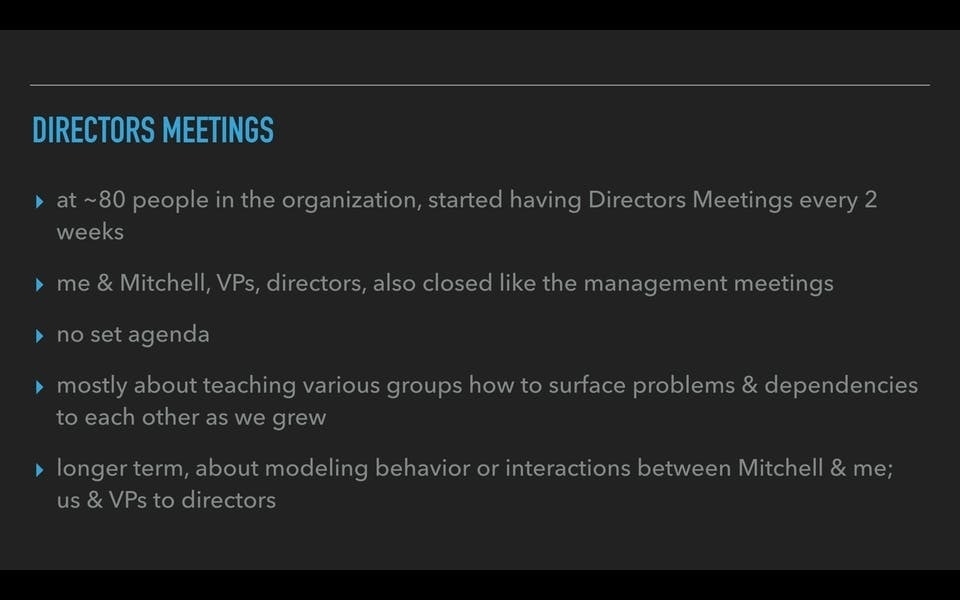 DIRECTORS MEETINGS
at ~80 people in the organization, started having Directors Meetings every 2
weeks
me & Mitchell, VPs, directors, also closed like the management meetings
no set agenda
mostly about teaching various groups how to surface problems & dependencies
to each other as we grew
longer term, about modeling behavior or interactions between Mitchell & me;
us & VPs to directors